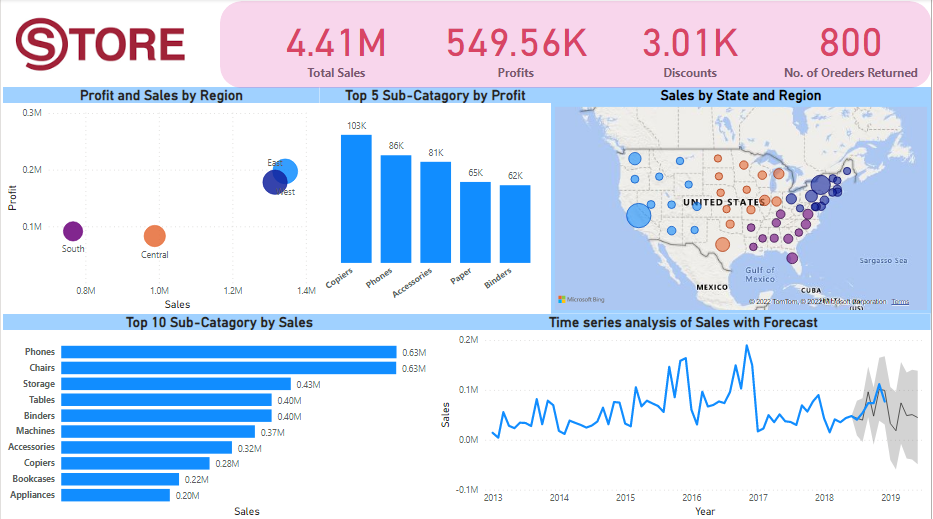 STORE
4.41M 549.56K 3.01K 800
Total Sales Profits Discounts No. of Oreders Returned
Profit and Sales by Region
0.3M
0.2M
0.1M
Profit
East
West
South
Central
0.8M 1.0M 1.2M 1.4M
Sales
Top 5 Sub-Catagory by Profit
103K
86K
81K
65K
62K
Copiers
Phones
Accessories
Paper
Binders
Sales by State and Region
UNITED STATES
MEXICO
Gulf of
Mexico
CUBA
Sargasso Sea
Microsoft Bing
© 2022 TomTom, © 2022 Microsoft Corporation Terms
(US)
Top 10 Sub-Catagory by Sales
Phones 0.63M
Chairs 0.63M
Storage 0.43M
Tables 0.40M
Binders 0.40M
Machines 0.37M
Accessories 0.32M
Copiers 0.28M
Bookcases 0.22M
Appliances 0.20M
Sales
Time series analysis of Sales with Forecast
0.2M
0.1M
0.0M
-0.1M
Sales
2013 2014 2015 2016 2017 2018 2019
Year